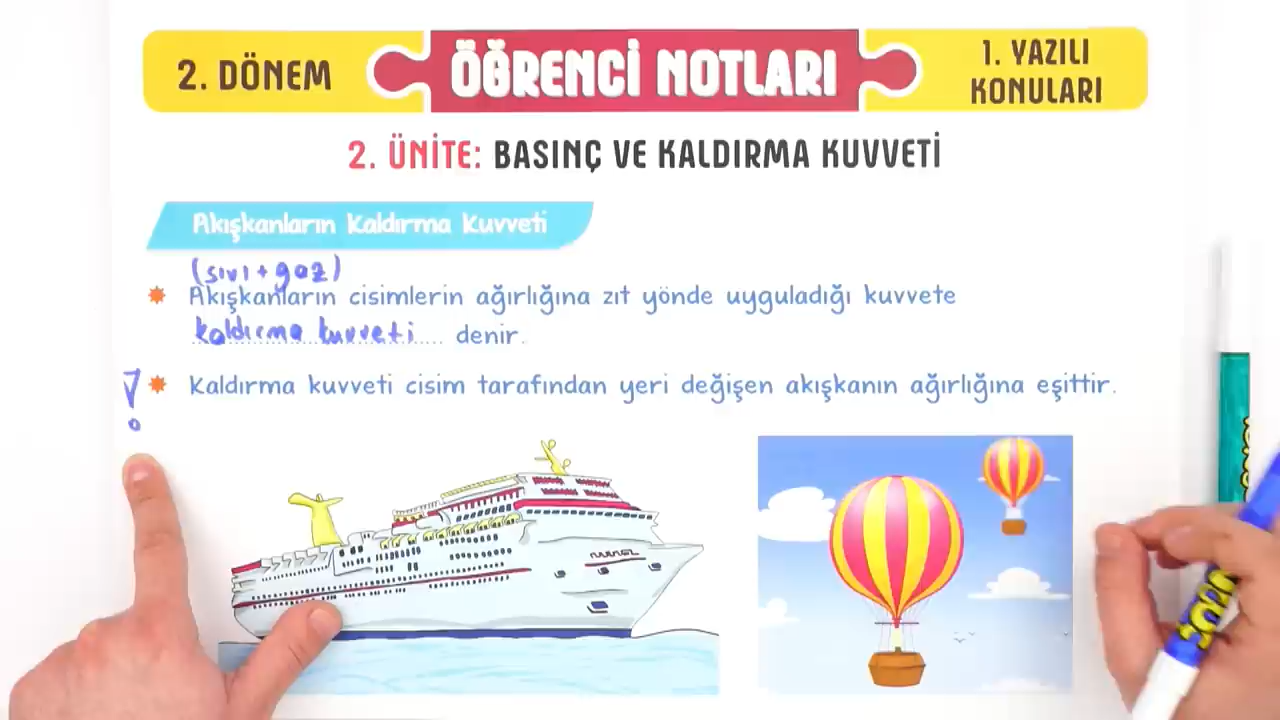 2. DÖNEM
ÖĞRENCİ NOTLARI
1. YAZILI
KONULARI
2. ÜNİTE: BASINÇ VE KALDIRMA KUVVETİ
Akışkanların Kaldırma Kuvveti
(sıvı+gaz)
Akışkanların cisimlerin ağırlığına zıt yönde uyguladığı kuvvete
kaldırma kuvveti denir.
! Kaldırma kuvveti cisim tarafından yeri değişen akışkanın ağırlığına eşittir.